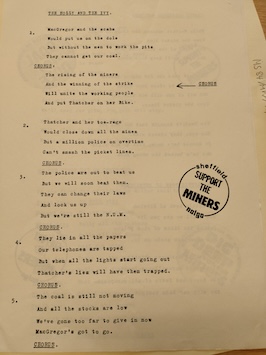 THE HOLLY AND THE IVY.
1.
MacGregor and the scabs
Would put us on the dole
But without the men to work the pits
They cannot get our coal.
CHORUS.
The rising of the miners
And the winning of the strike
Will unite the working people
And put Thatcher on her bike.
← CHORUS
2.
Thatcher and her
Would close down all the mines
But a million police on overtime
Can't smash the picket lines.
CHORUS.
3.
The police are out to beat us
But we will soon beat them.
They can change their laws
And lock us up
But we're still the N.U.M.
CHORUS.
4.
They lie in all the papers
Our telephones are tapped
But when all the lights start going out
Thatcher's lies will have them trapped.
CHORUS.
5.
The coal is still not moving
And all the stocks are low
We've gone too far to give in now
MacGregor's got to go.
CHORUS.
sheffield
SUPPORT
THE
MINERS
nalgo